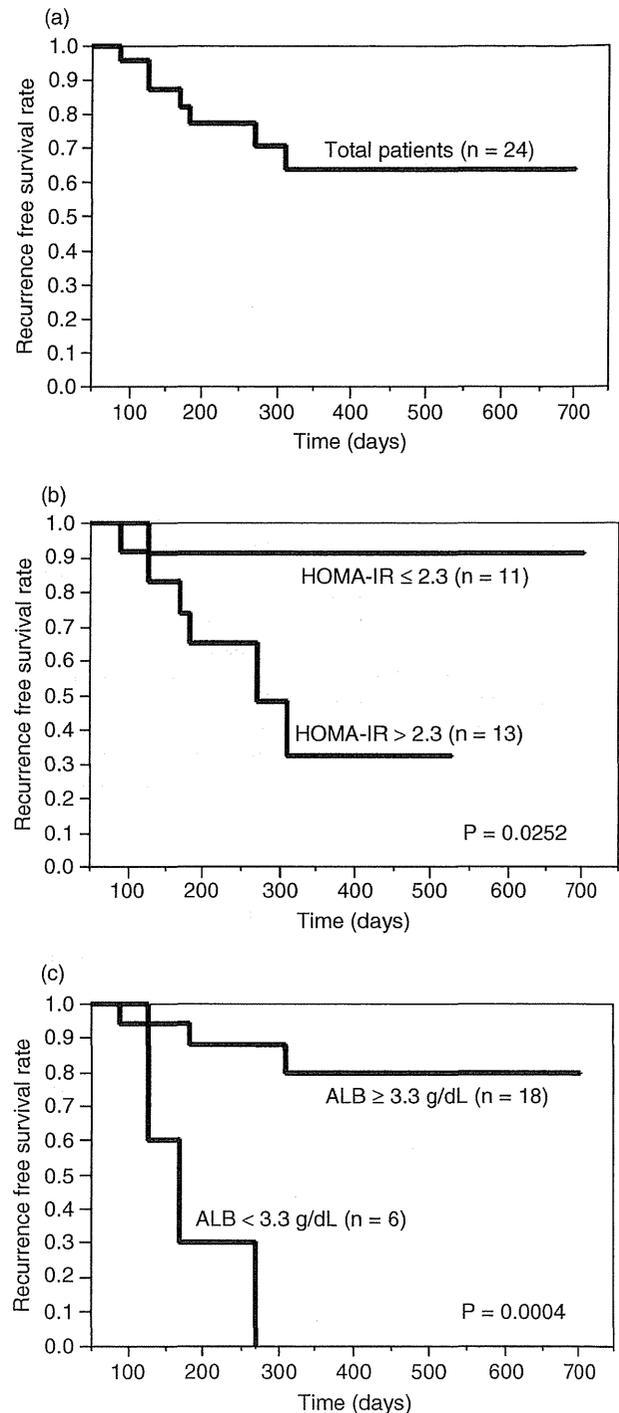 (a)
1.0
0.9
0.8
0.7
0.6
0.5
0.4
0.3
0.2
0.1
0.0
Recurrence free survival rate
Total patients (n = 24)
100 200 300 400 500 600 700
Time (days)
(b)
1.0
0.9
0.8
0.7
0.6
0.5
0.4
0.3
0.2
0.1
0.0
Recurrence free survival rate
HOMA-IR ≤ 2.3 (n = 11)
HOMA-IR > 2.3 (n = 13)
P = 0.0252
100 200 300 400 500 600 700
Time (days)
(c)
1.0
0.9
0.8
0.7
0.6
0.5
0.4
0.3
0.2
0.1
0.0
Recurrence free survival rate
ALB ≥ 3.3 g/dL (n = 18)
ALB < 3.3 g/dL (n = 6)
P = 0.0004
100 200 300 400 500 600 700
Time (days)